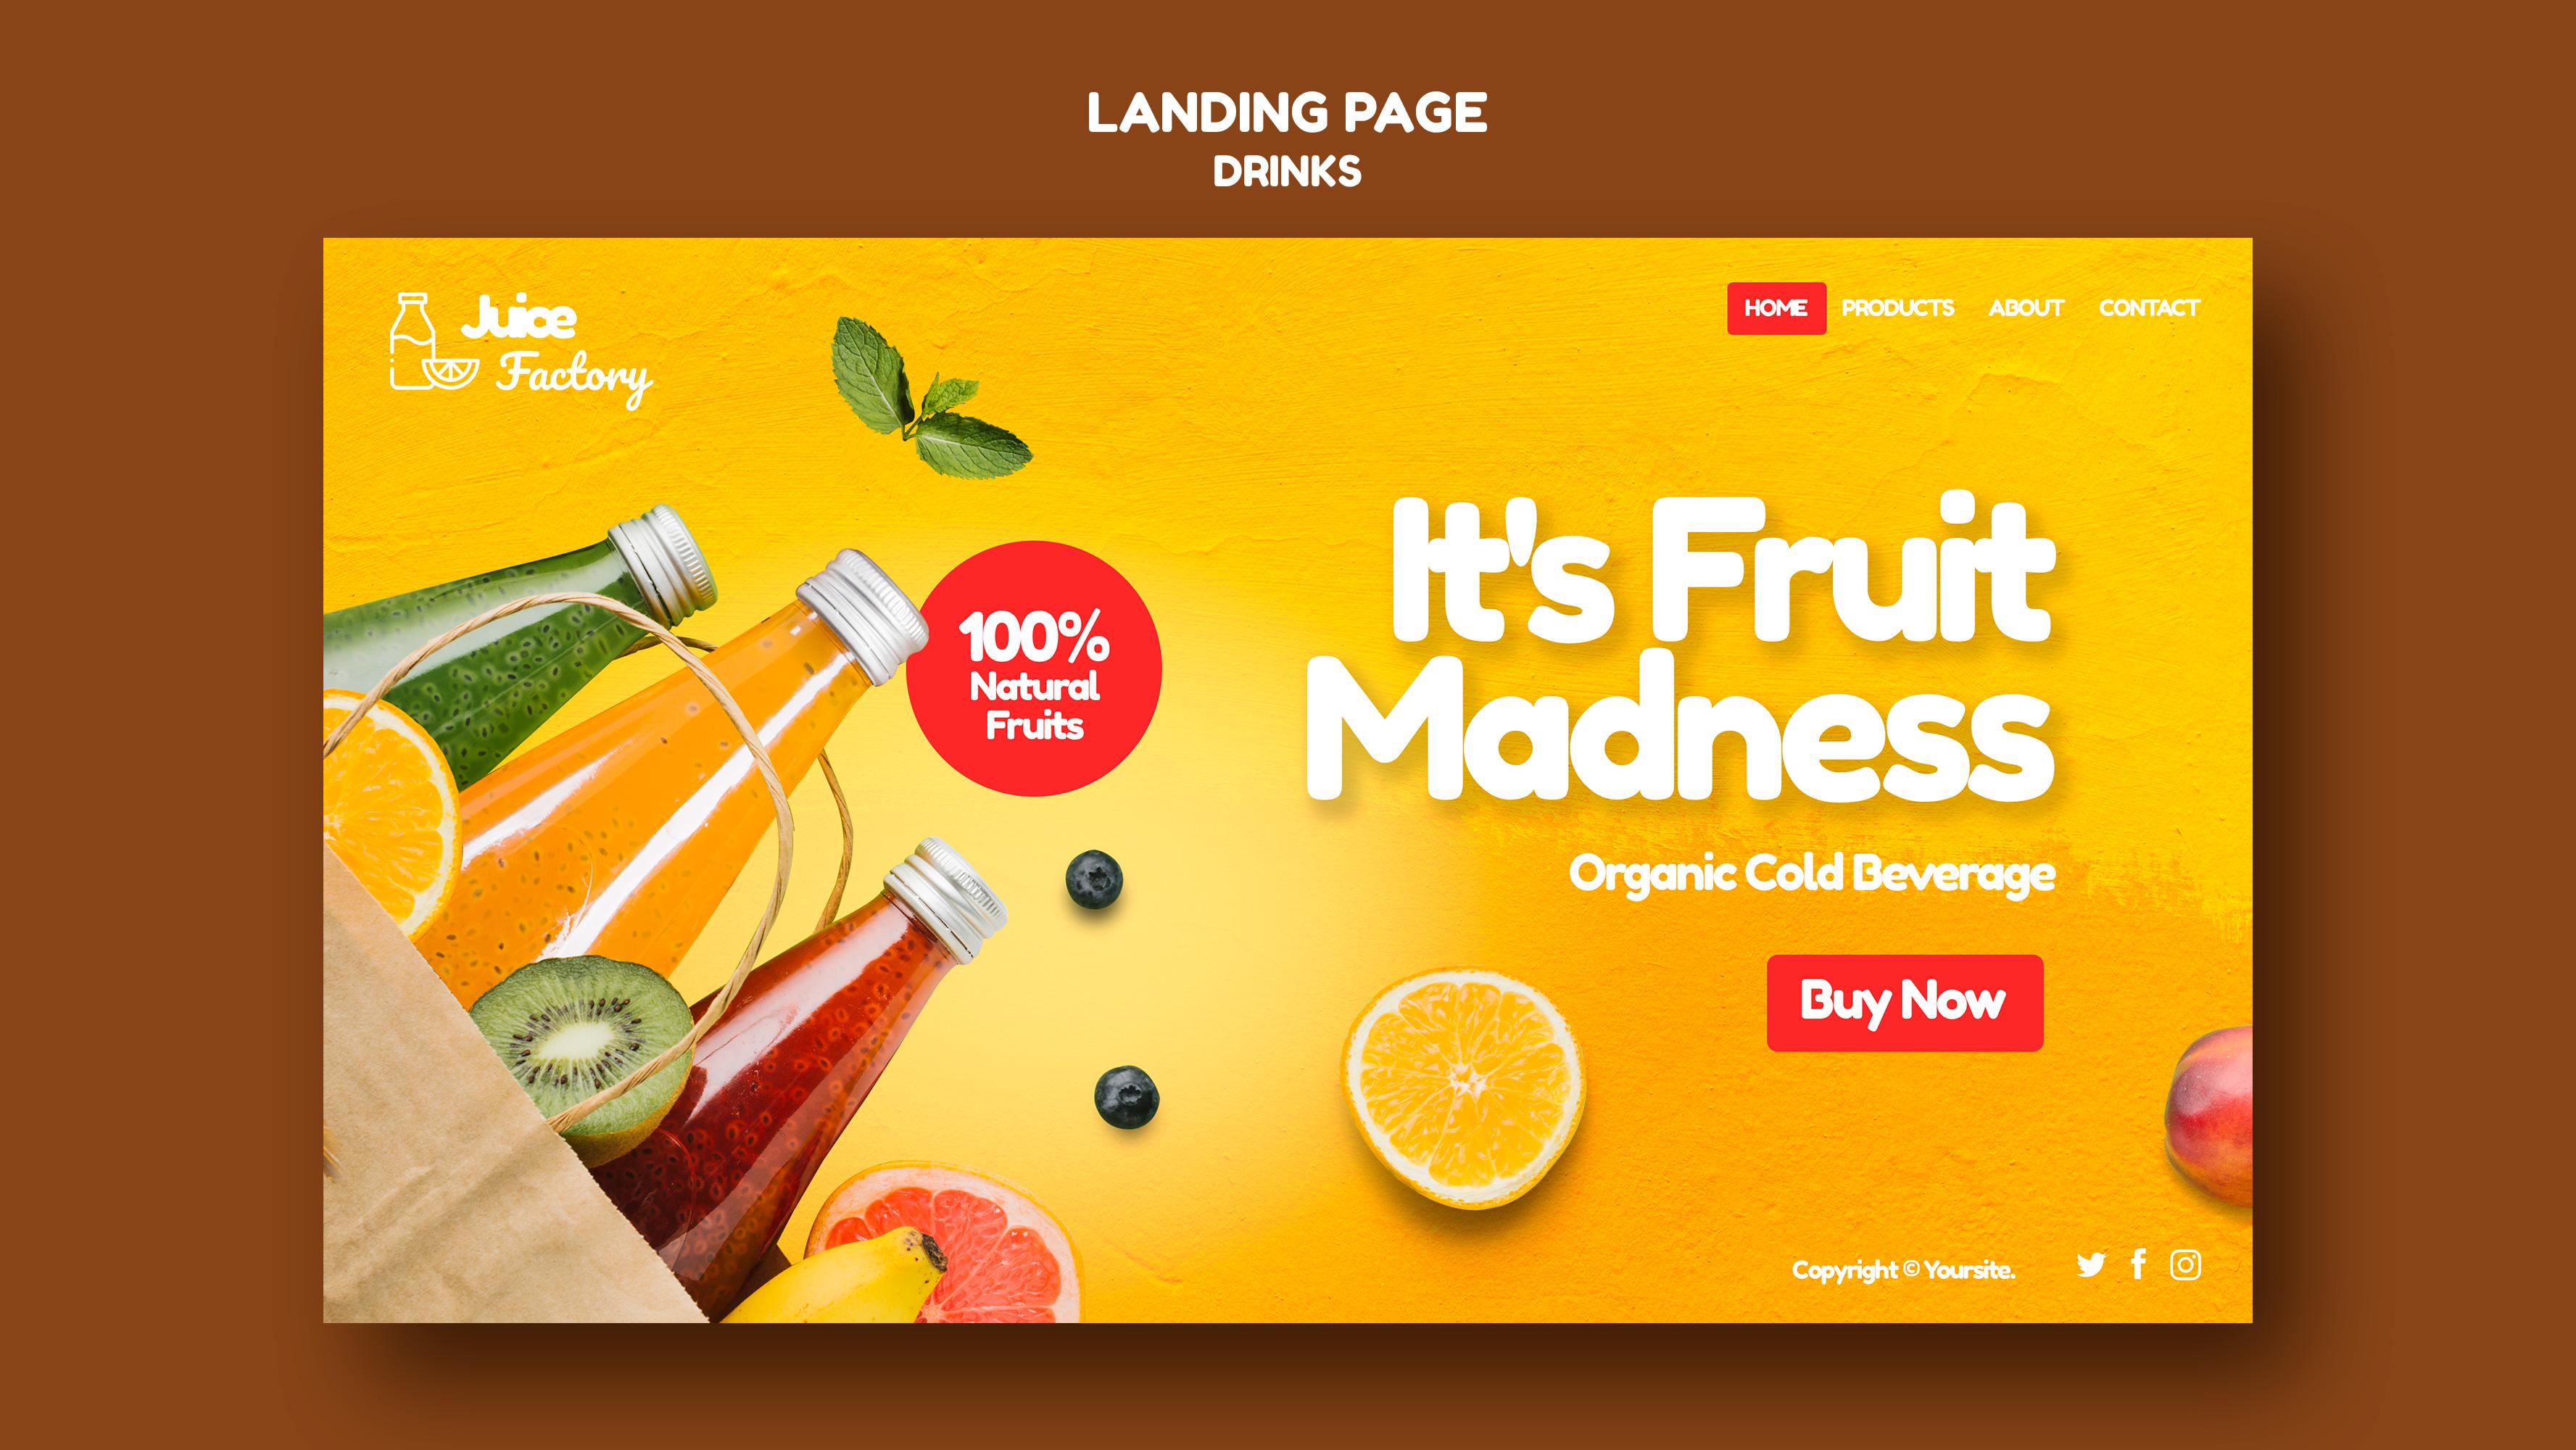 LANDING PAGE
DRINKS
Juice
Factory
HOME PRODUCTS ABOUT CONTACT
It's Fruit
Madness
100%
Natural
Fruits
Organic Cold Beverage
Buy Now
Copyright © Yoursite.